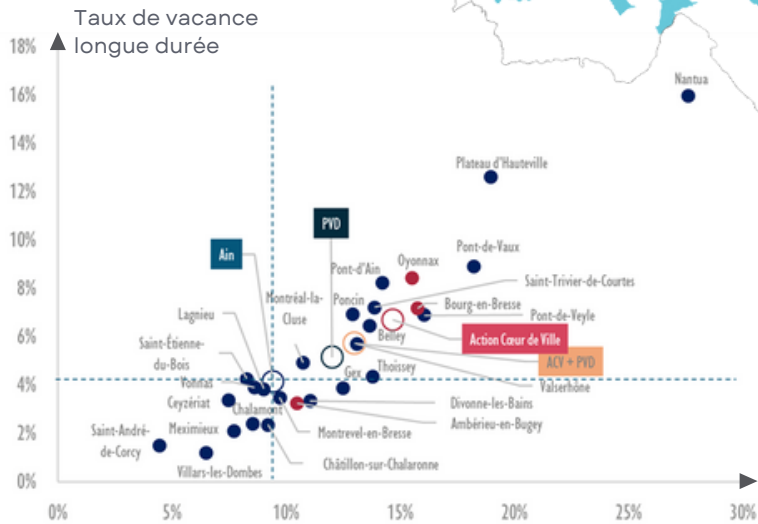 Taux de vacance
longue durée
18%
16%
14%
12%
10%
8%
6%
4%
2%
0%
Nantua
Plateau d'Hauteville
PVD
Ain
Pont-de-Vaux
Oyonnax
Pont-d'Ain
Saint-Trivier-de-Courtes
Montréal-la-
Cluse
Poncin
Bourg-en-Bresse
Pont-de-Veyle
Lagnieu
Belley
Action Cœur de Ville
Saint-Étienne-
du-Bois
ACV + PVD
Gex
Thoissey
Valserhône
Vonnas
Ceyzériat
Chalamont
Divonne-les-Bains
Ambérieu-en-Bugey
Saint-André-
de-Corcy
Meximieux
Montrevel-en-Bresse
Villars-les-Dombes
Châtillon-sur-Chalaronne
0%
5%
10%
15%
20%
25%
30%